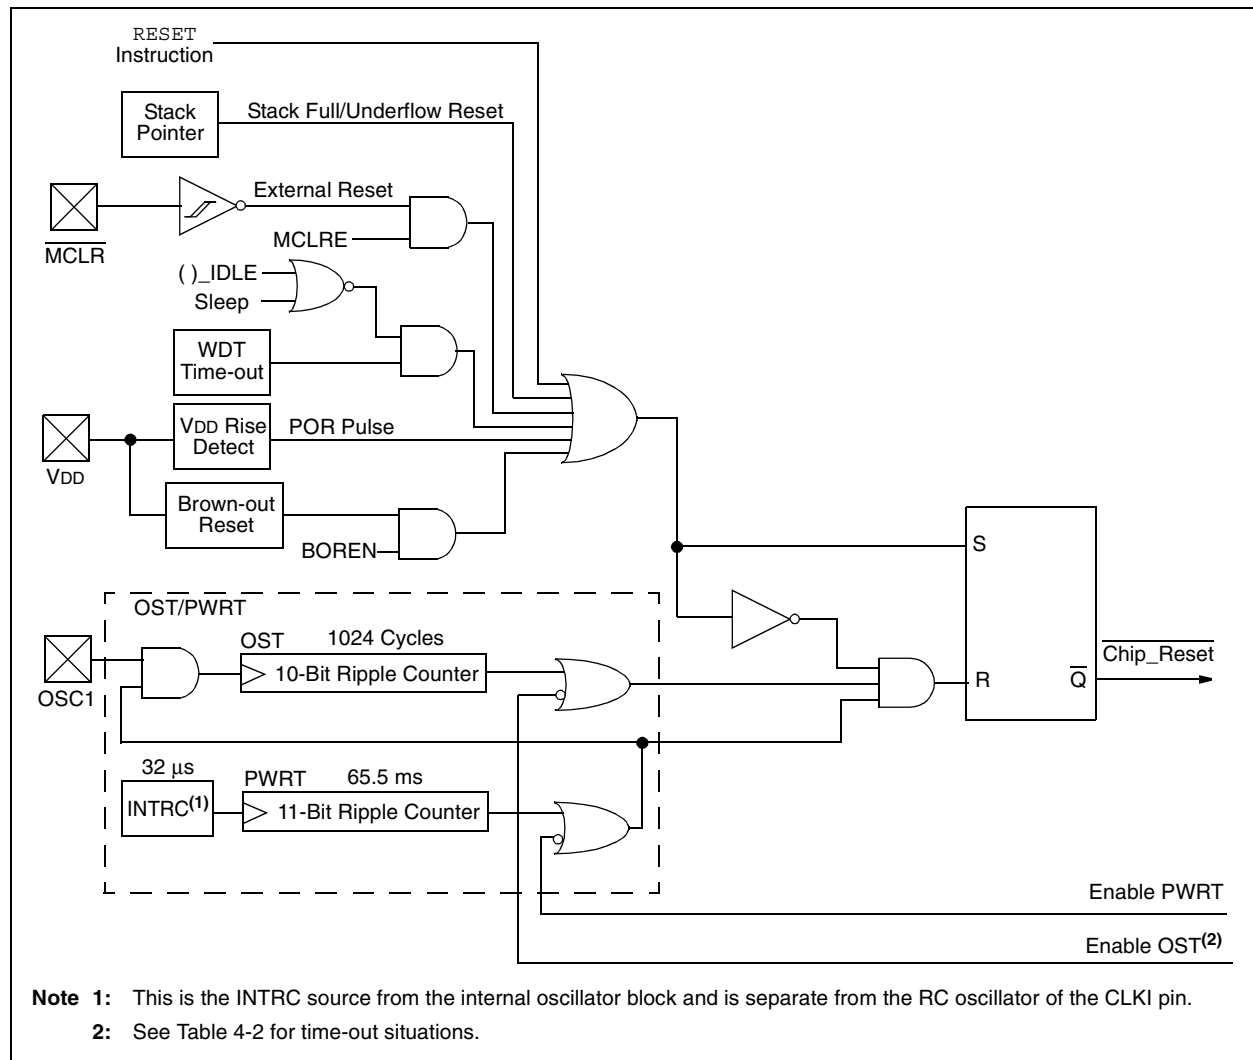 RESET
Instruction
Stack
Pointer
Stack Full/Underflow Reset
External Reset
MCLR
MCLRE
( )_IDLE
Sleep
WDT
Time-out
VDD Rise
Detect
POR Pulse
VDD
Brown-out
Reset
BOREN
S
OST/PWRT
OST
1024 Cycles
10-Bit Ripple Counter
OSC1
Chip_Reset
R
Q
32 μs
INTRC(1)
PWRT
65.5 ms
11-Bit Ripple Counter
Enable PWRT
Enable OST(2)
Note 1: This is the INTRC source from the internal oscillator block and is separate from the RC oscillator of the CLKI pin.
2: See Table 4-2 for time-out situations.